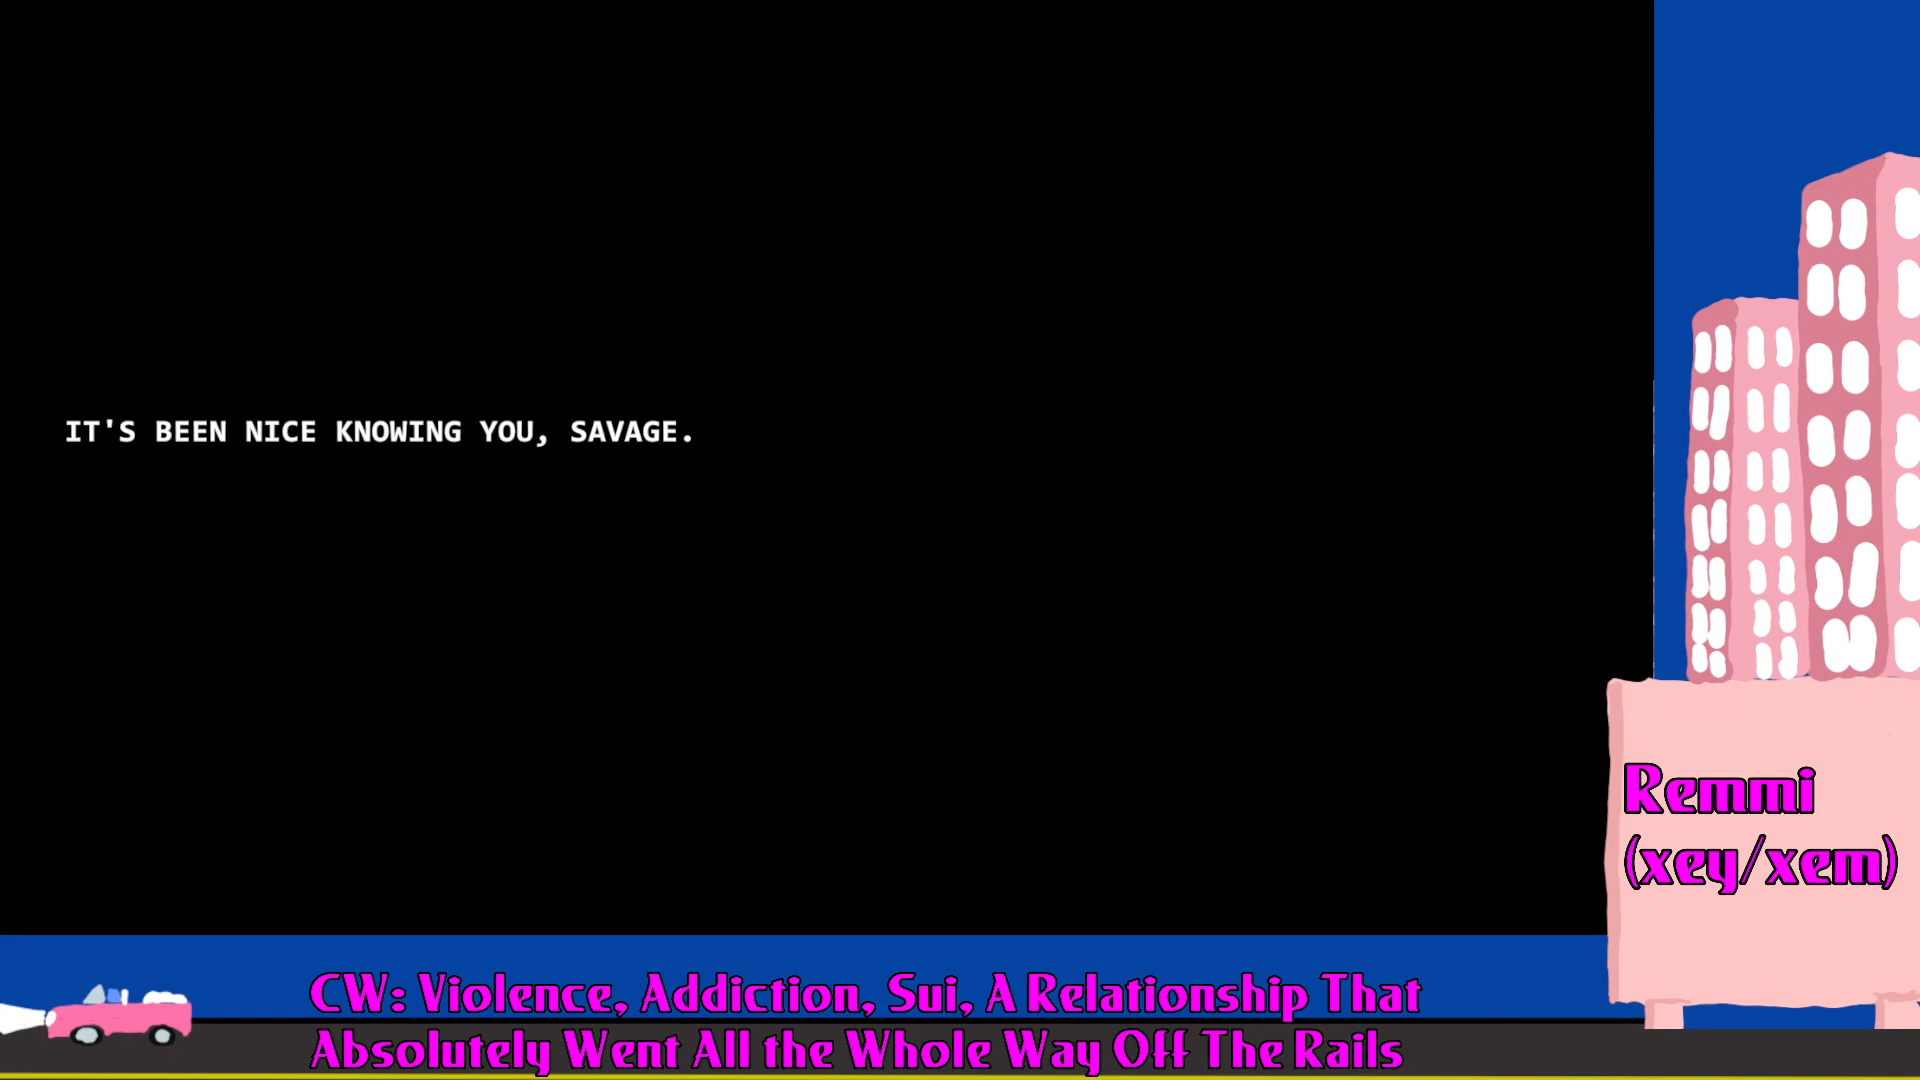 IT'S BEEN NICE KNOWING YOU, SAVAGE.
Remmi
(xey/xem)
CW: Violence, Addiction, Sui, A Relationship That
Absolutely Went All the Whole Way Off The Rails